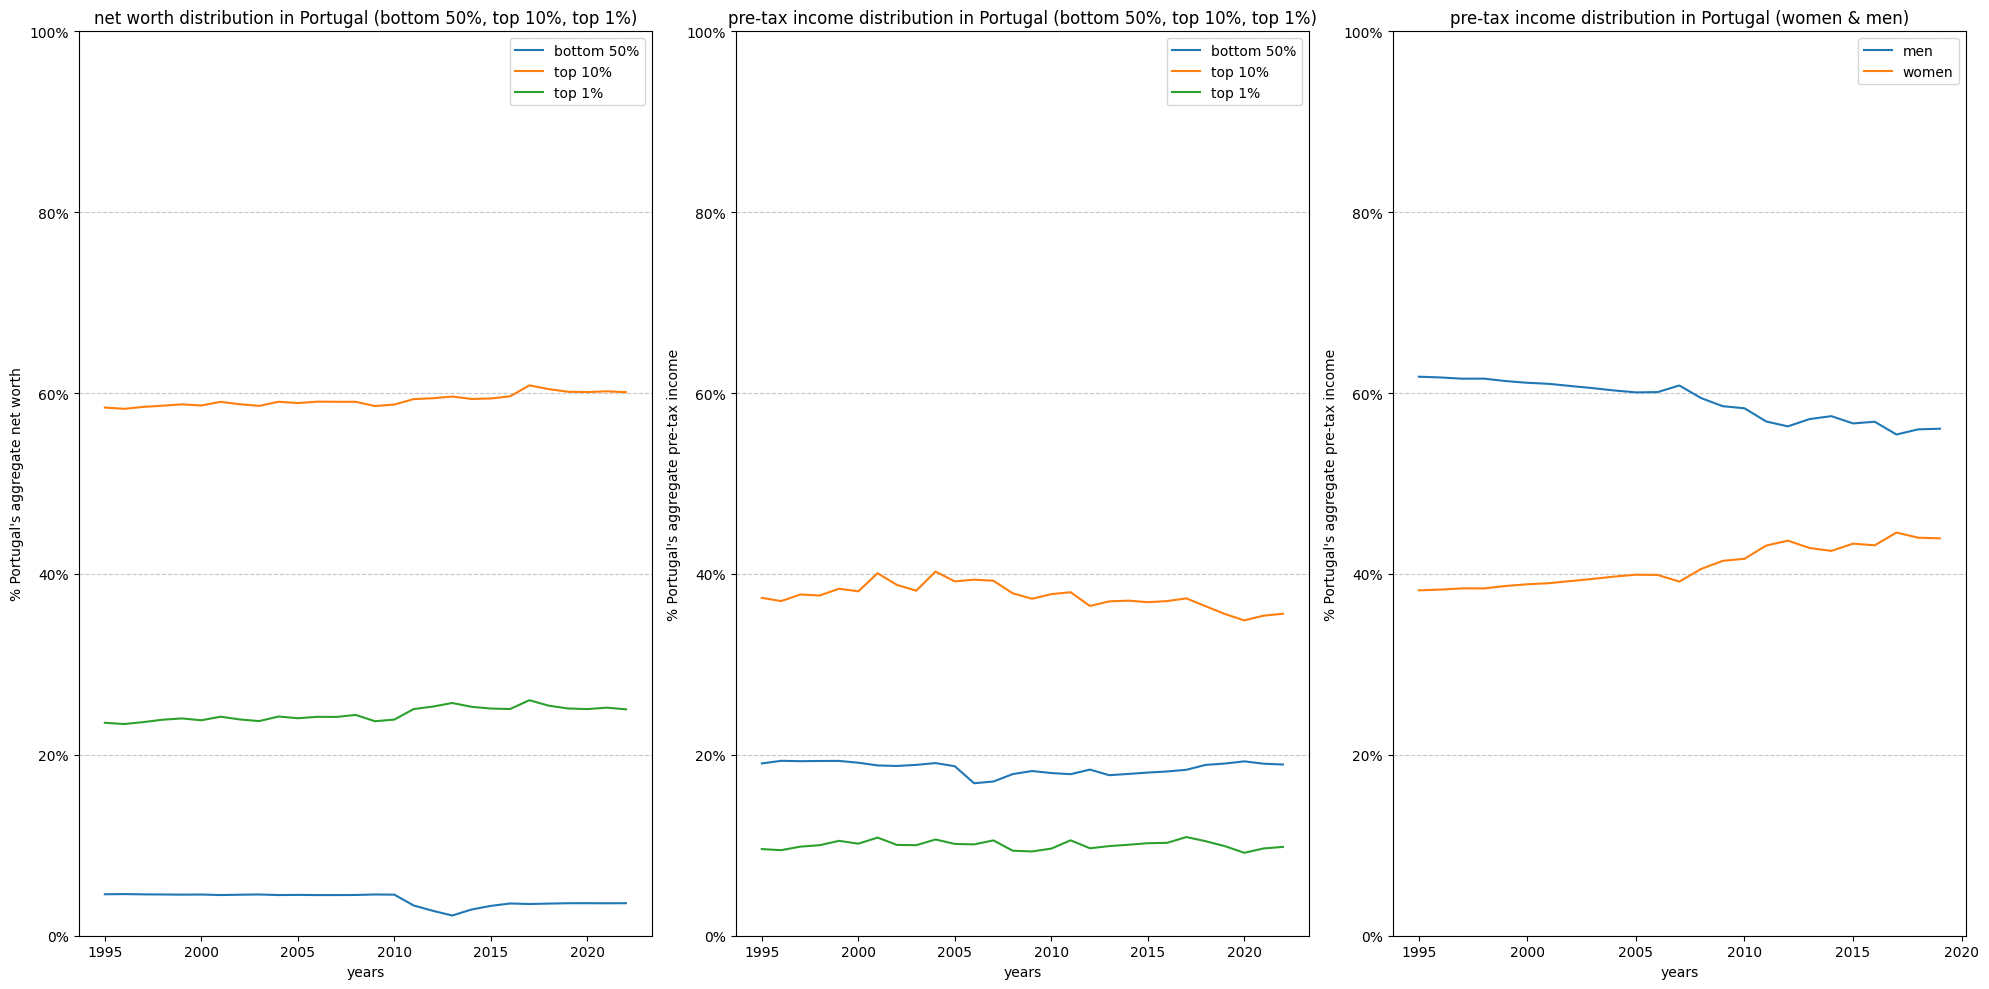 net worth distribution in Portugal (bottom 50%, top 10%, top 1%)
100%
80%
60%
40%
20%
0%
% Portugal's aggregate net worth
bottom 50%
top 10%
top 1%
1995
2000
2005
2010
2015
2020
years
pre-tax income distribution in Portugal (bottom 50%, top 10%, top 1%)
100%
80%
60%
40%
20%
0%
% Portugal's aggregate pre-tax income
bottom 50%
top 10%
top 1%
1995
2000
2005
2010
2015
2020
years
pre-tax income distribution in Portugal (women & men)
100%
80%
60%
40%
20%
0%
% Portugal's aggregate pre-tax income
men
women
1995
2000
2005
2010
2015
2020
years